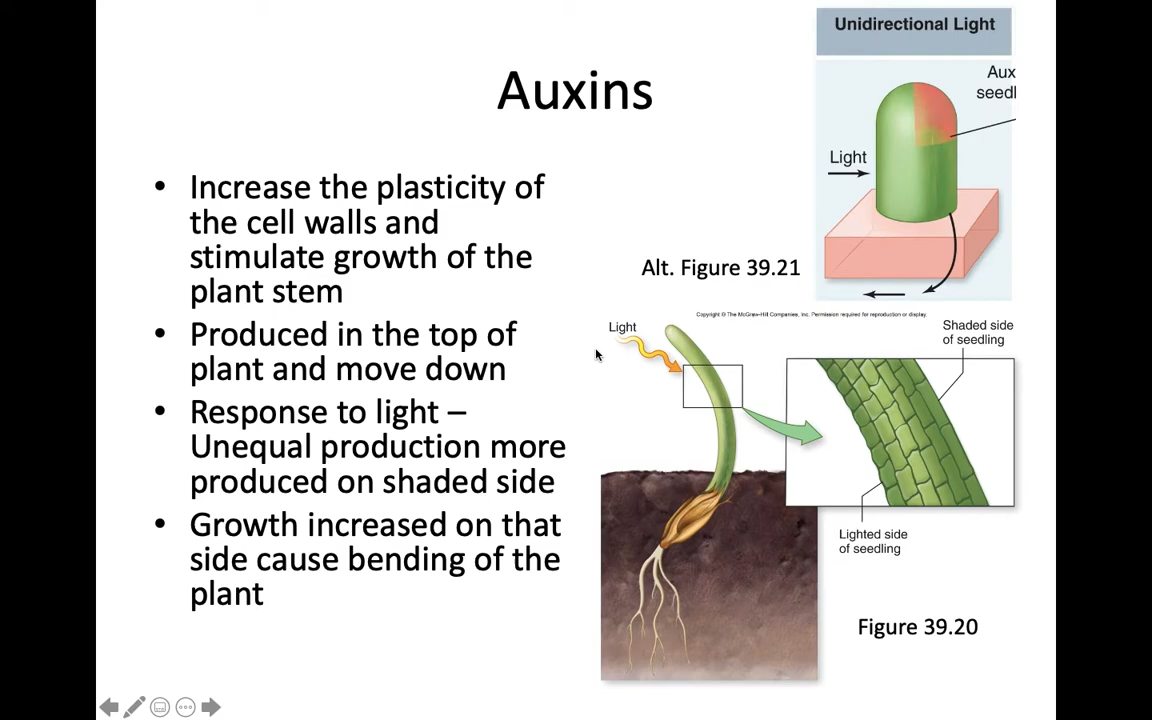 Unidirectional Light
Aux
seedl
Light
Auxins
• Increase the plasticity of
the cell walls and
stimulate growth of the
plant stem
• Produced in the top of
plant and move down
• Response to light –
Unequal production more
produced on shaded side
• Growth increased on that
side cause bending of the
plant
Alt. Figure 39.21
Copyright © The McGraw-Hill Companies, Inc. Permission required for reproduction or display.
Light
Shaded side
of seedling
Lighted side
of seedling
Figure 39.20